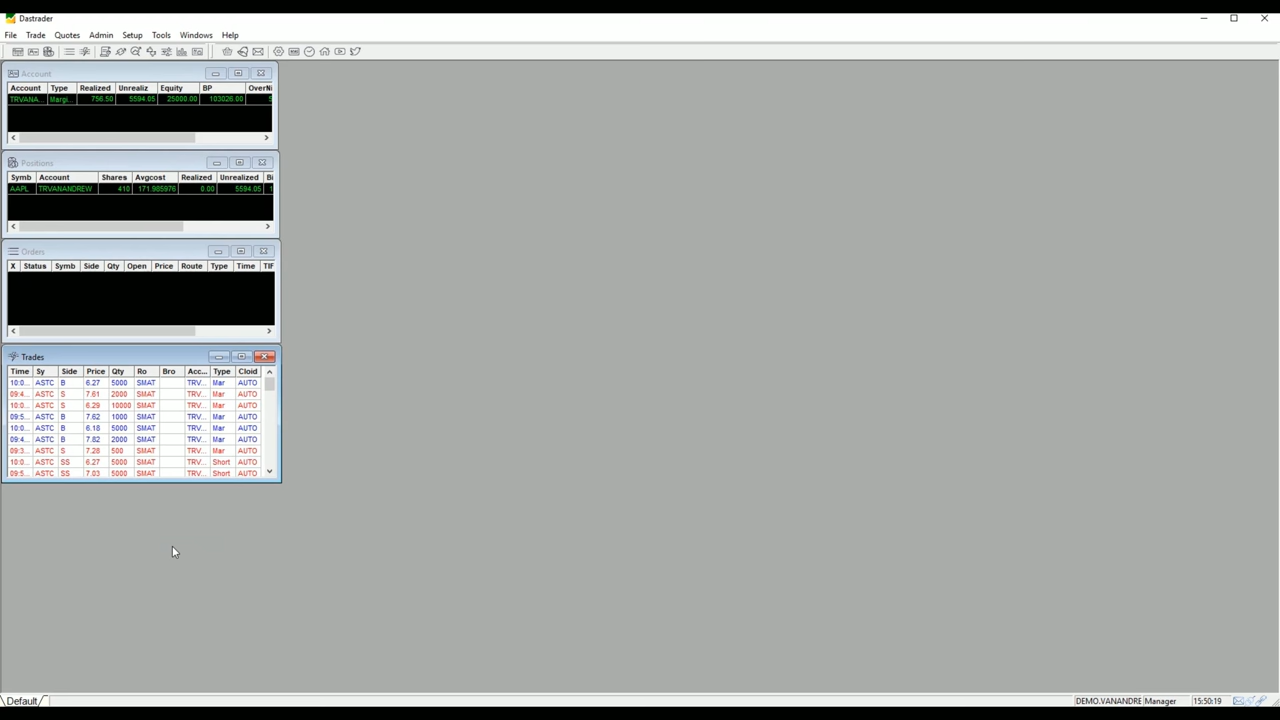 Dastrader
File Trade Quotes Admin Setup Tools Windows Help
Account
Account Type Realized Unrealiz Equity BP OverNi
TRVANA... Margi... 756.50 5594.05 25000.00 103026.00
Positions
Symb Account Shares Avgcost Realized Unrealized
AAPL TRVANANDREW 410 171.985976 0.00 5594.05
Orders
X Status Symb Side Qty Open Price Route Type Time TIF
Trades
Time Sy Side Price Qty Ro Bro Acc... Type Cloid
10:0... ASTC B 6.27 5000 SMAT TRV... Mar AUTO
09:4... ASTC S 7.61 2000 SMAT TRV... Mar AUTO
10:0... ASTC S 6.29 10000 SMAT TRV... Mar AUTO
09:5... ASTC B 7.62 1000 SMAT TRV... Mar AUTO
10:0... ASTC B 6.18 5000 SMAT TRV... Mar AUTO
09:4... ASTC B 7.82 2000 SMAT TRV... Mar AUTO
09:3... ASTC S 7.28 500 SMAT TRV... Mar AUTO
10:0... ASTC SS 6.27 5000 SMAT TRV... Short AUTO
09:5... ASTC SS 7.03 5000 SMAT TRV... Short AUTO
Default DEMO.VANANDRE Manager 15:50:19